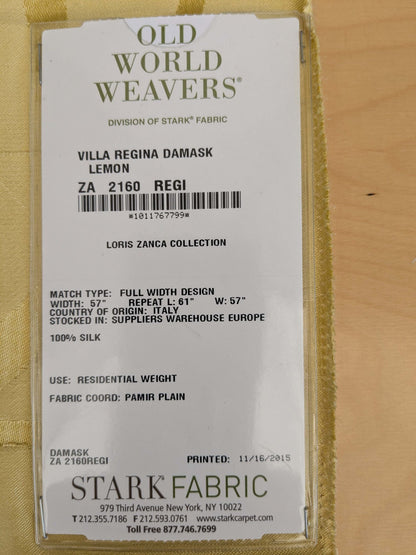 OLD
WORLD
WEAVERS®
DIVISION OF STARK® FABRIC
VILLA REGINA DAMASK
LEMON
ZA 2160 REGI
*1011767799*
LORIS ZANCA COLLECTION
MATCH TYPE: FULL WIDTH DESIGN
WIDTH: 57" REPEAT L: 61" W: 57"
COUNTRY OF ORIGIN: ITALY
STOCKED IN: SUPPLIERS WAREHOUSE EUROPE
100% SILK
USE: RESIDENTIAL WEIGHT
FABRIC COORD: PAMIR PLAIN
DAMASK
ZA 2160REGI PRINTED: 11/16/2015
STARK® FABRIC
979 Third Avenue New York, NY 10022
T 212.355.7186 F 212.593.0761 www.starkcarpet.com
Toll Free 877.746.7699